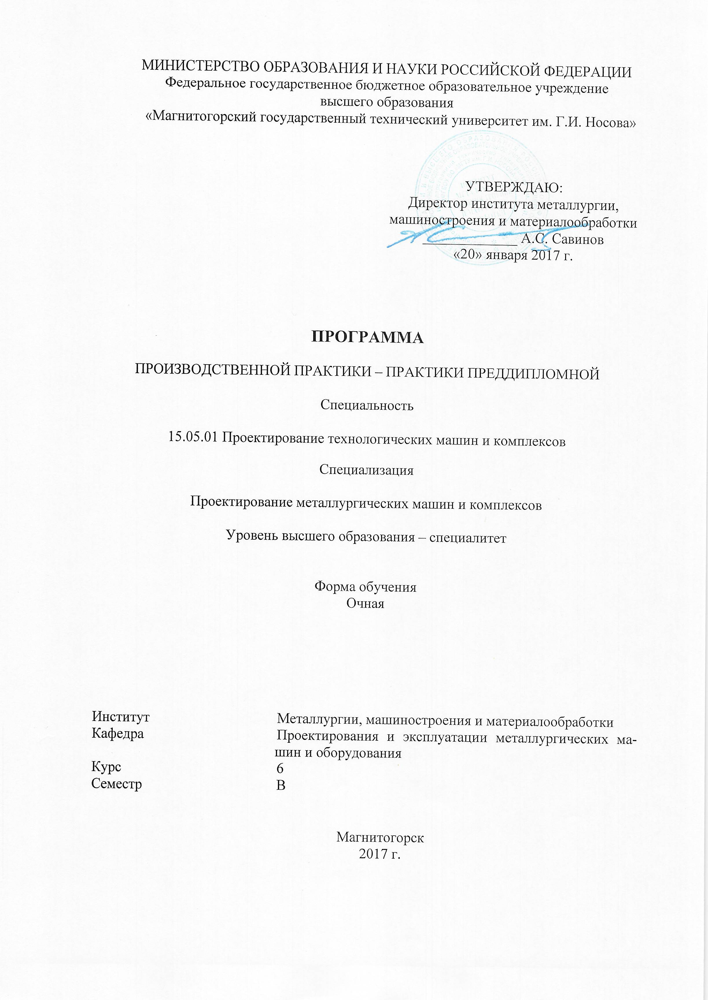 МИНИСТЕРСТВО ОБРАЗОВАНИЯ И НАУКИ РОССИЙСКОЙ ФЕДЕРАЦИИ
Федеральное государственное бюджетное образовательное учреждение
высшего образования
«Магнитогорский государственный технический университет им. Г.И. Носова»
УТВЕРЖДАЮ:
Директор института металлургии,
машиностроения и материалообработки
_____________ А.С. Савинов
«20» января 2017 г.
ПРОГРАММА
ПРОИЗВОДСТВЕННОЙ ПРАКТИКИ – ПРАКТИКИ ПРЕДДИПЛОМНОЙ
Специальность
15.05.01 Проектирование технологических машин и комплексов
Специализация
Проектирование металлургических машин и комплексов
Уровень высшего образования – специалитет
Форма обучения
Очная
Институт Металлургии, машиностроения и материалообработки
Кафедра Проектирования и эксплуатации металлургических ма-
шин и оборудования
Курс 6
Семестр В
Магнитогорск
2017 г.